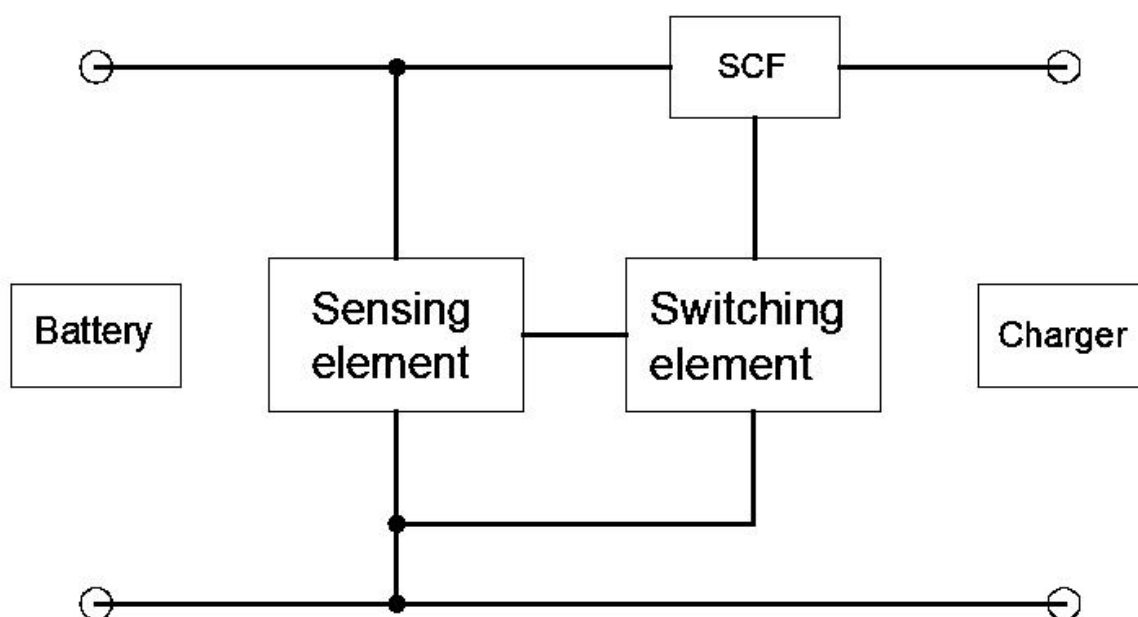 SCF
Battery
Sensing
element
Switching
element
Charger